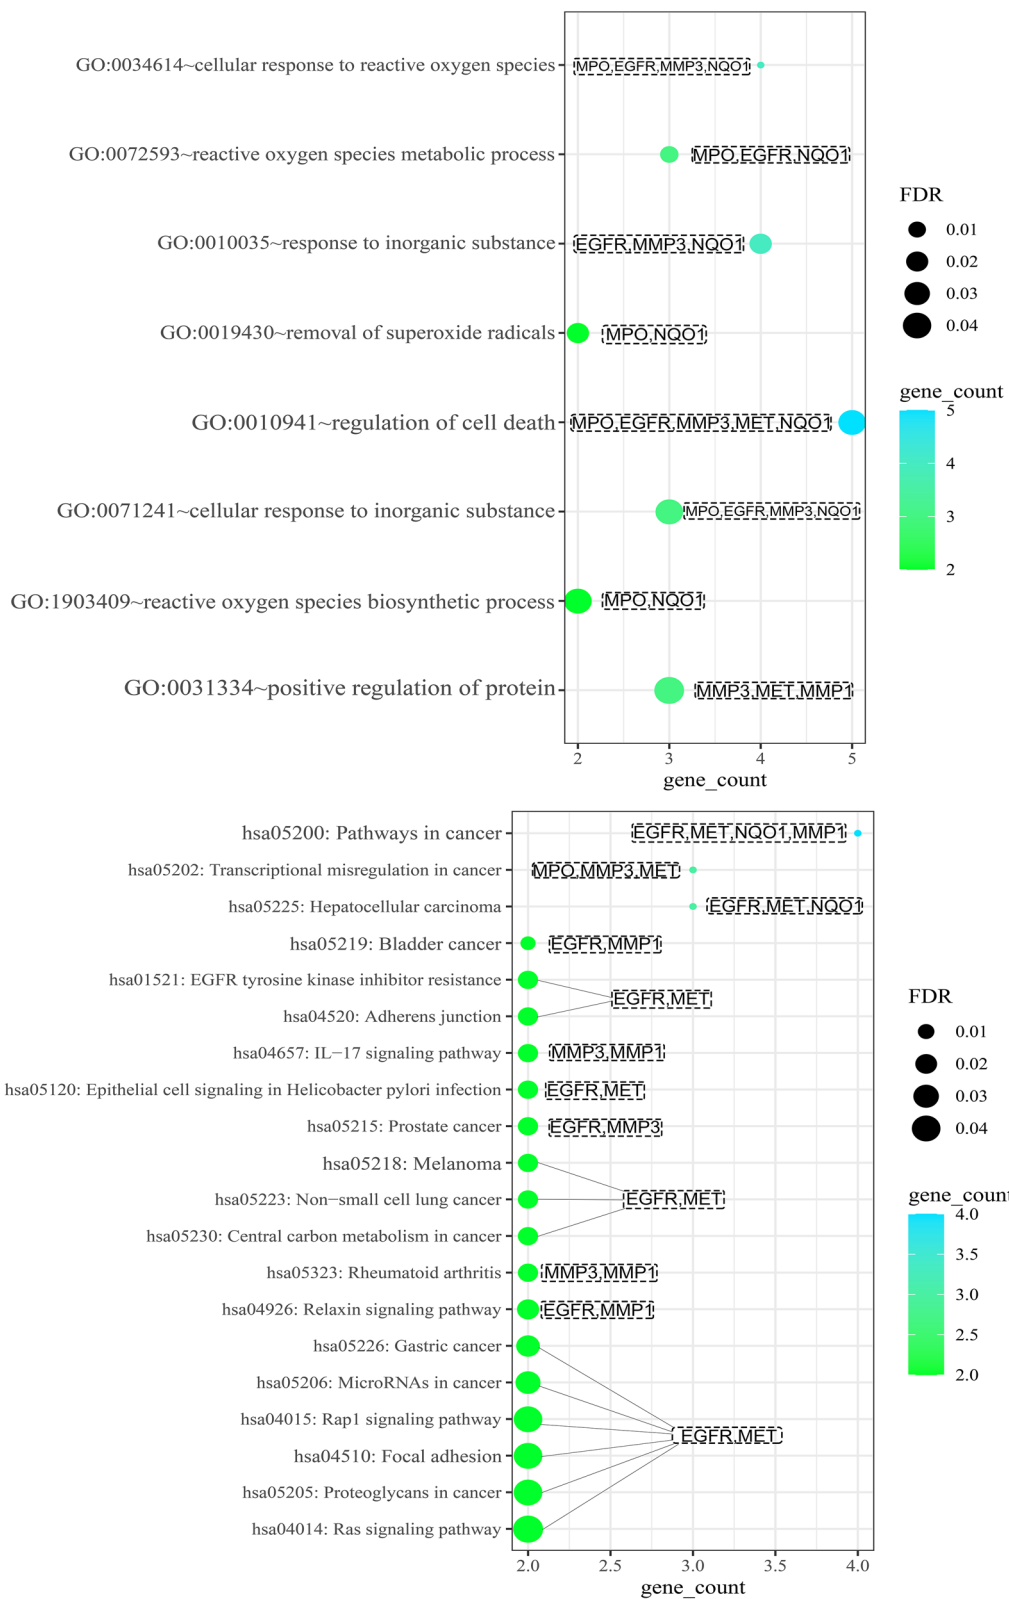 GO:0034614~cellular response to reactive oxygen species
MPO,EGFR,MMP3,NQO1
GO:0072593~reactive oxygen species metabolic process
MPO,EGFR,NQO1
GO:0010035~response to inorganic substance
EGFR,MMP3,NQO1
GO:0019430~removal of superoxide radicals
MPO,NQO1
GO:0010941~regulation of cell death
MPO,EGFR,MMP3,MET,NQO1
GO:0071241~cellular response to inorganic substance
MPO,EGFR,MMP3,NQO1
GO:1903409~reactive oxygen species biosynthetic process
MPO,NQO1
GO:0031334~positive regulation of protein
MMP3,MET,MMP1
2 3 4 5
gene_count
FDR
0.01
0.02
0.03
0.04
gene_count
5
4
3
2
hsa05200: Pathways in cancer
EGFR,MET,NQO1,MMP1
hsa05202: Transcriptional misregulation in cancer
MPO,MMP3,MET
hsa05225: Hepatocellular carcinoma
EGFR,MET,NQO1
hsa05219: Bladder cancer
EGFR,MMP1
hsa01521: EGFR tyrosine kinase inhibitor resistance
EGFR,MET
hsa04520: Adherens junction
hsa04657: IL−17 signaling pathway
MMP3,MMP1
hsa05120: Epithelial cell signaling in Helicobacter pylori infection
EGFR,MET
hsa05215: Prostate cancer
EGFR,MMP3
hsa05218: Melanoma
hsa05223: Non−small cell lung cancer
EGFR,MET
hsa05230: Central carbon metabolism in cancer
hsa05323: Rheumatoid arthritis
MMP3,MMP1
hsa04926: Relaxin signaling pathway
EGFR,MMP1
hsa05226: Gastric cancer
hsa05206: MicroRNAs in cancer
hsa04015: Rap1 signaling pathway
EGFR,MET
hsa04510: Focal adhesion
hsa05205: Proteoglycans in cancer
hsa04014: Ras signaling pathway
2.0 2.5 3.0 3.5 4.0
gene_count
FDR
0.01
0.02
0.03
0.04
gene_count
4.0
3.5
3.0
2.5
2.0